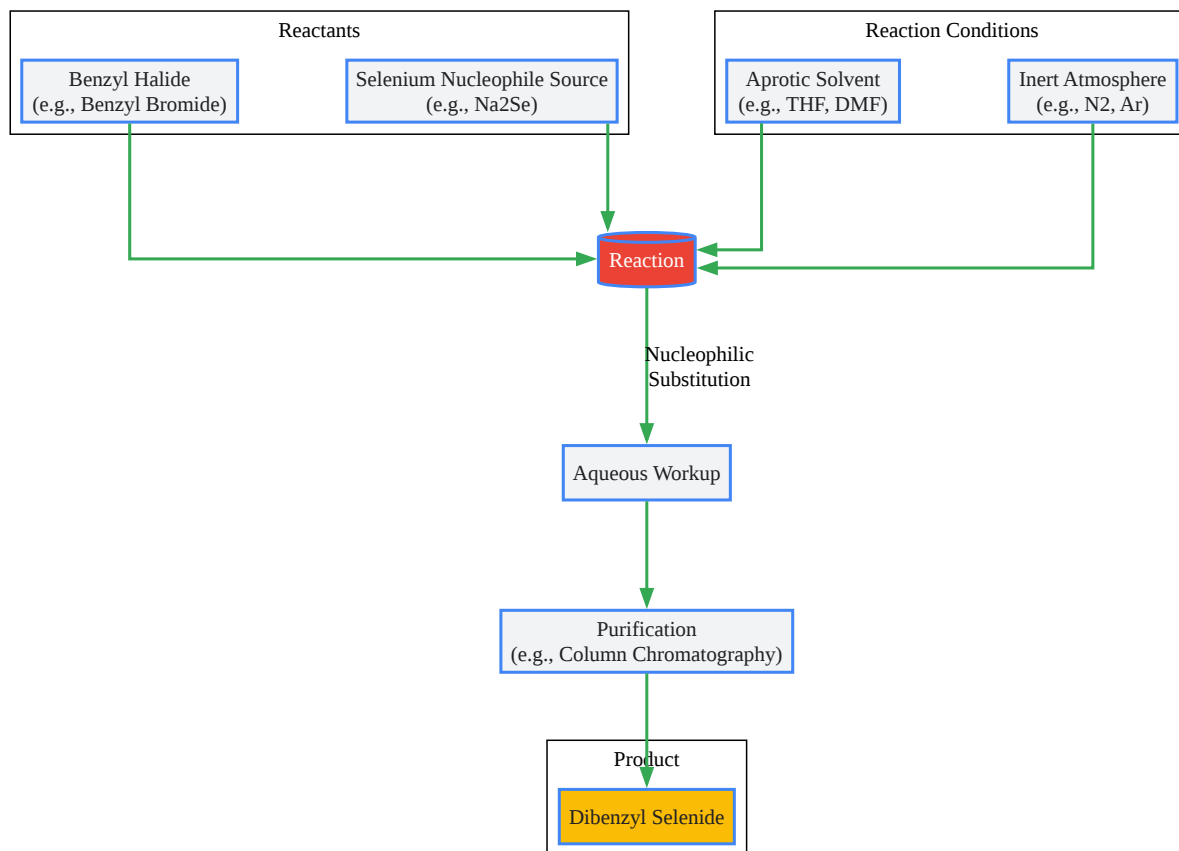 Reactants
Reaction Conditions
Benzyl Halide
(e.g., Benzyl Bromide)
Selenium Nucleophile Source
(e.g., Na2Se)
Aprotic Solvent
(e.g., THF, DMF)
Inert Atmosphere
(e.g., N2, Ar)
Reaction
Nucleophilic
Substitution
Aqueous Workup
Purification
(e.g., Column Chromatography)
Product
Dibenzyl Selenide